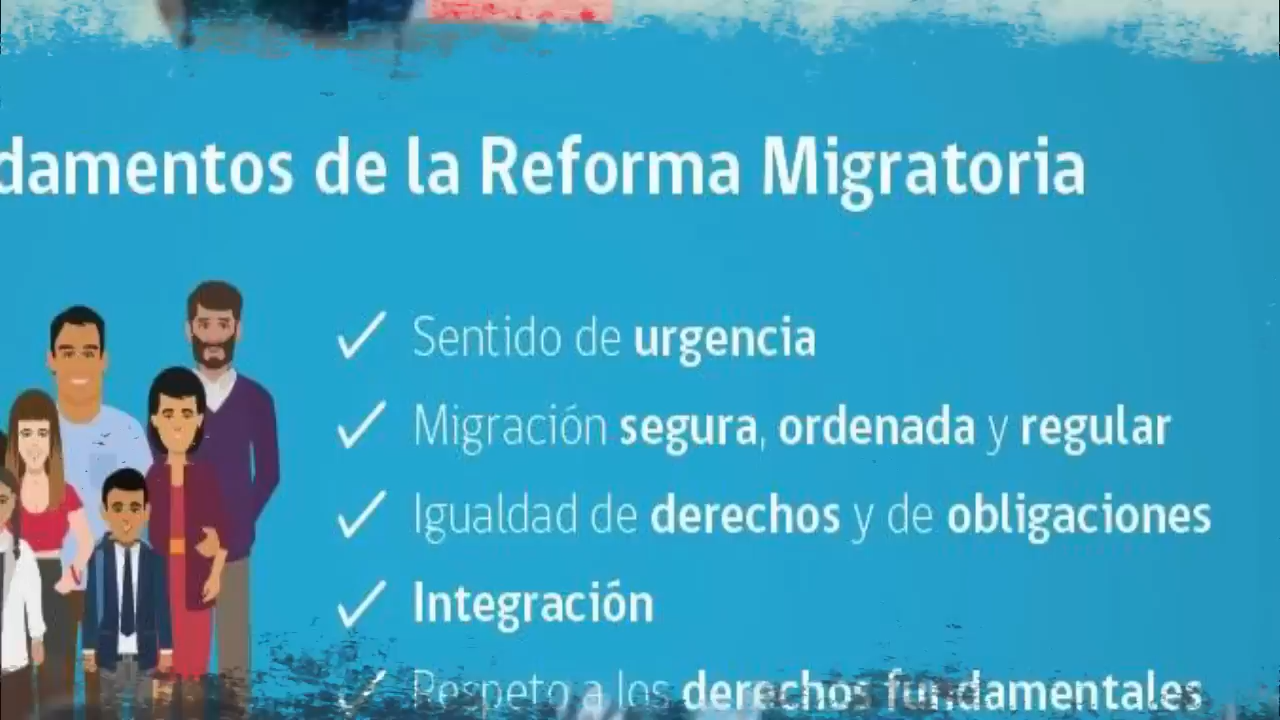 damentos de la Reforma Migratoria
Sentido de urgencia
Migración segura, ordenada y regular
Igualdad de derechos y de obligaciones
Integración
Respeto a los derechos fundamentales